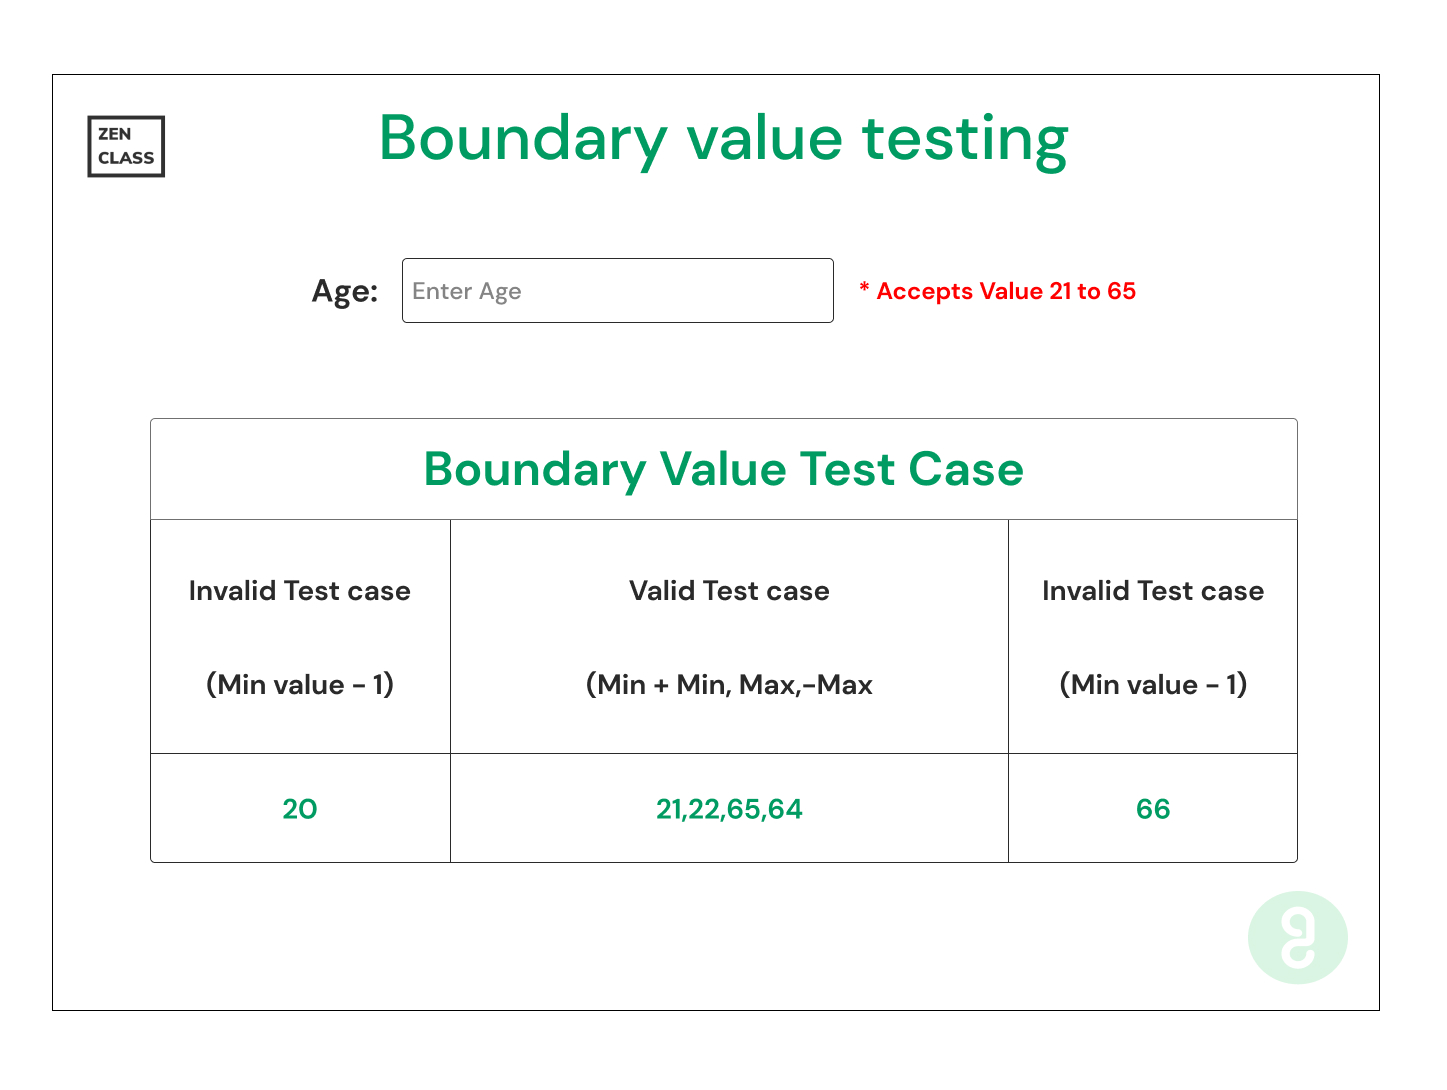 ZEN
CLASS
Boundary value testing
Age:
Enter Age
* Accepts Value 21 to 65
Boundary Value Test Case
Invalid Test case
(Min value - 1)
Valid Test case
(Min + Min, Max,-Max
Invalid Test case
(Min value - 1)
20
21,22,65,64
66